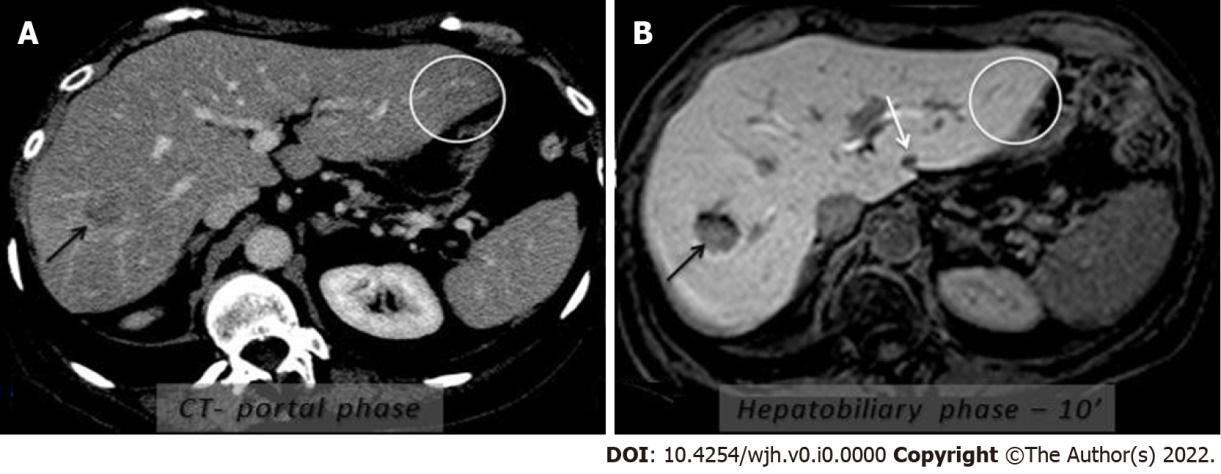 A
B
CT- portal phase
Hepatobiliary phase – 10’
DOI: 10.4254/wjh.v0.i0.0000 Copyright ©The Author(s) 2022.